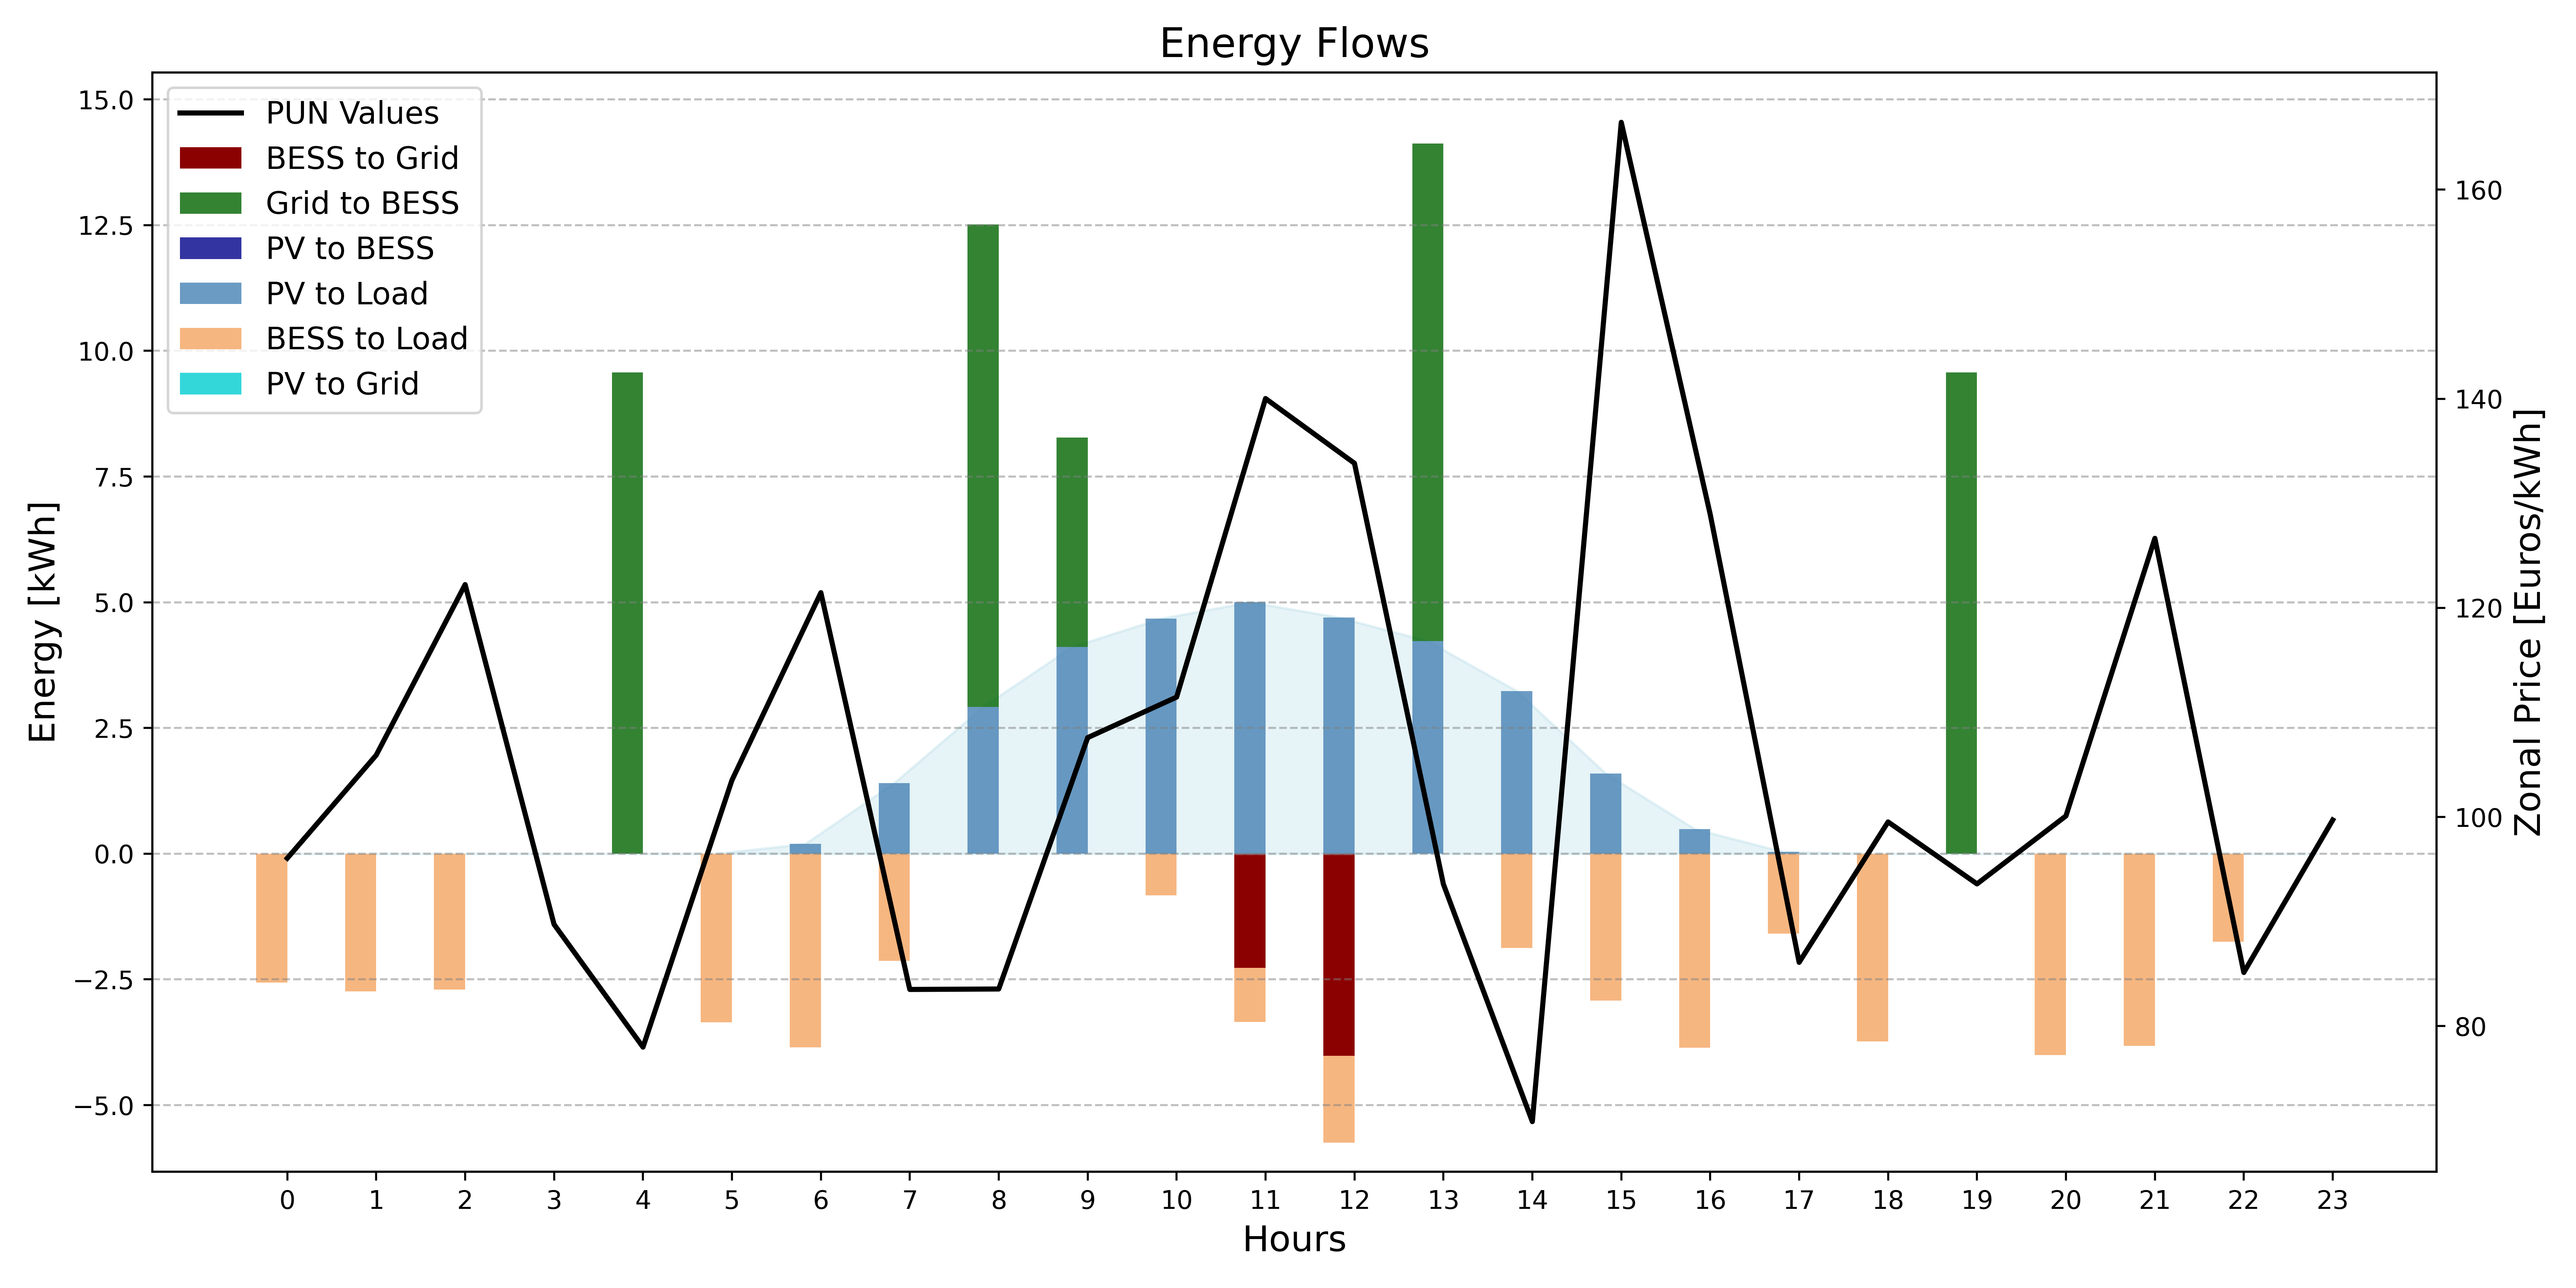 Energy Flows
PUN Values
BESS to Grid
Grid to BESS
PV to BESS
PV to Load
BESS to Load
PV to Grid
15.0
12.5
10.0
7.5
5.0
2.5
0.0
−2.5
−5.0
Energy [kWh]
160
140
120
100
80
Zonal Price [Euros/kWh]
0 1 2 3 4 5 6 7 8 9 10 11 12 13 14 15 16 17 18 19 20 21 22 23
Hours